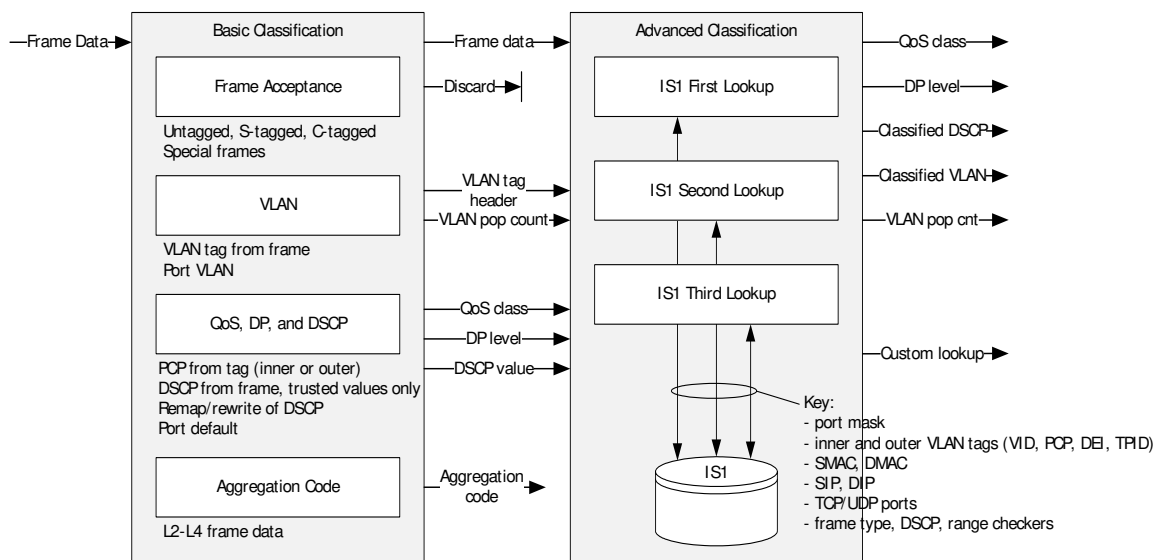 Basic Classification
Advanced Classification
Frame Data
Frame data
QoS class
Frame Acceptance
Discard
IS1 First Lookup
DP level
Untagged, S-tagged, C-tagged
Special frames
Classified DSCP
VLAN
VLAN tag
header
VLAN pop count
IS1 Second Lookup
Classified VLAN
VLAN pop cnt
VLAN tag from frame
Port VLAN
QoS, DP, and DSCP
QoS class
DP level
DSCP value
IS1 Third Lookup
Custom lookup
PCP from tag (inner or outer)
DSCP from frame, trusted values only
Remap/rewrite of DSCP
Port default
Key:
- port mask
- inner and outer VLAN tags (VID, PCP, DEI, TPID)
- SMAC, DMAC
- SIP, DIP
- TCP/UDP ports
- frame type, DSCP, range checkers
IS1
Aggregation Code
Aggregation
code
L2-L4 frame data